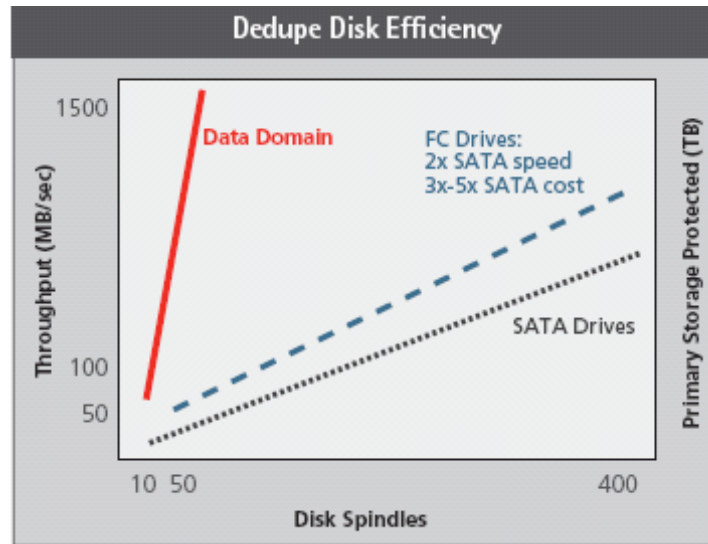 Dedupe Disk Efficiency
1500
Data Domain
FC Drives:
2x SATA speed
3x-5x SATA cost
SATA Drives
100
50
Throughput (MB/sec)
Primary Storage Protected (TB)
10 50
400
Disk Spindles